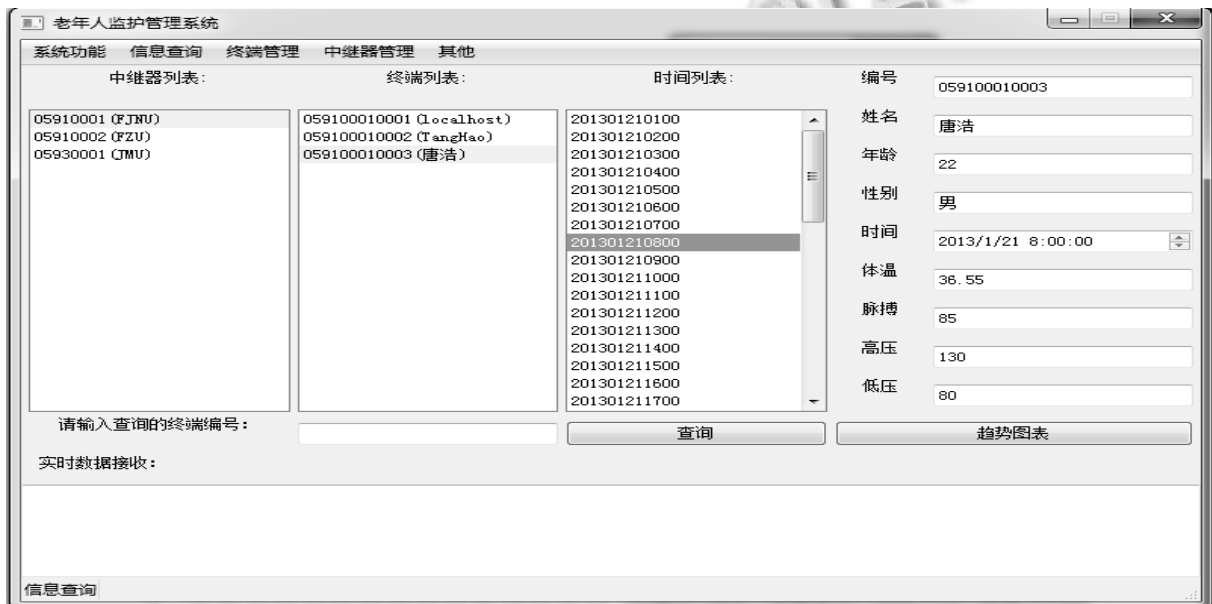 老年人监护管理系统
系统功能 信息查询 终端管理 中继器管理 其他
中继器列表:
05910001(FJNU)
05910002(FZU)
05930001(JMU)
终端列表:
059100010001(localhost)
059100010002(TangHao)
059100010003(唐浩)
时间列表:
201301210100
201301210200
201301210300
201301210400
201301210500
201301210600
201301210700
201301210800
201301210900
201301211000
201301211100
201301211200
201301211300
201301211400
201301211500
201301211600
201301211700
编号 059100010003
姓名 唐浩
年龄 22
性别 男
时间 2013/1/21 8:00:00
体温 36.55
脉搏 85
高压 130
低压 80
请输入查询的终端编号: 查询 趋势图表
实时数据接收:
信息查询